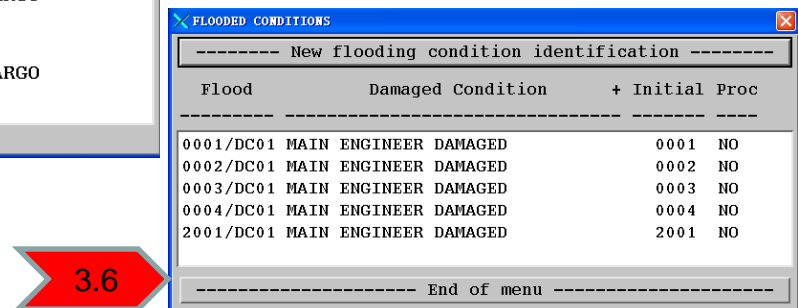 FLOODED CONDITIONS
-------- New flooding condition identification --------
Flood Damaged Condition + Initial Proc
--------- -------------------------------- ------- ----
0001/DC01 MAIN ENGINEER DAMAGED 0001 NO
0002/DC01 MAIN ENGINEER DAMAGED 0002 NO
0003/DC01 MAIN ENGINEER DAMAGED 0003 NO
0004/DC01 MAIN ENGINEER DAMAGED 0004 NO
2001/DC01 MAIN ENGINEER DAMAGED 2001 NO
--------------------- End of menu ---------------------
3.6